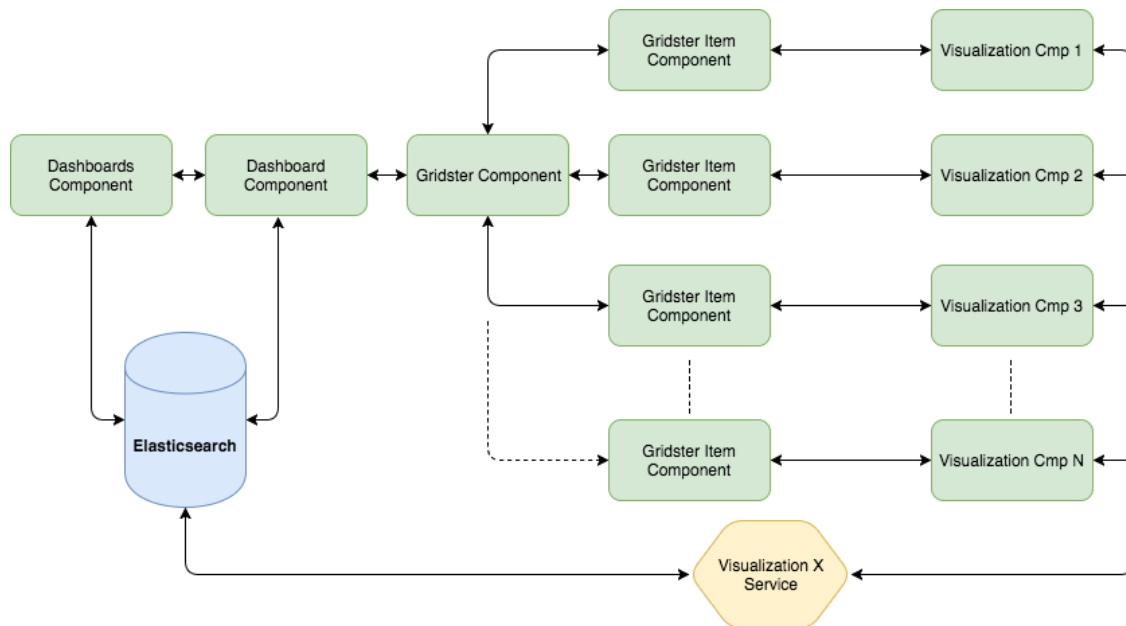 Gridster Item
Component
Visualization Cmp 1
Dashboards
Component
Dashboard
Component
Gridster Component
Gridster Item
Component
Visualization Cmp 2
Gridster Item
Component
Visualization Cmp 3
Elasticsearch
Gridster Item
Component
Visualization Cmp N
Visualization X
Service